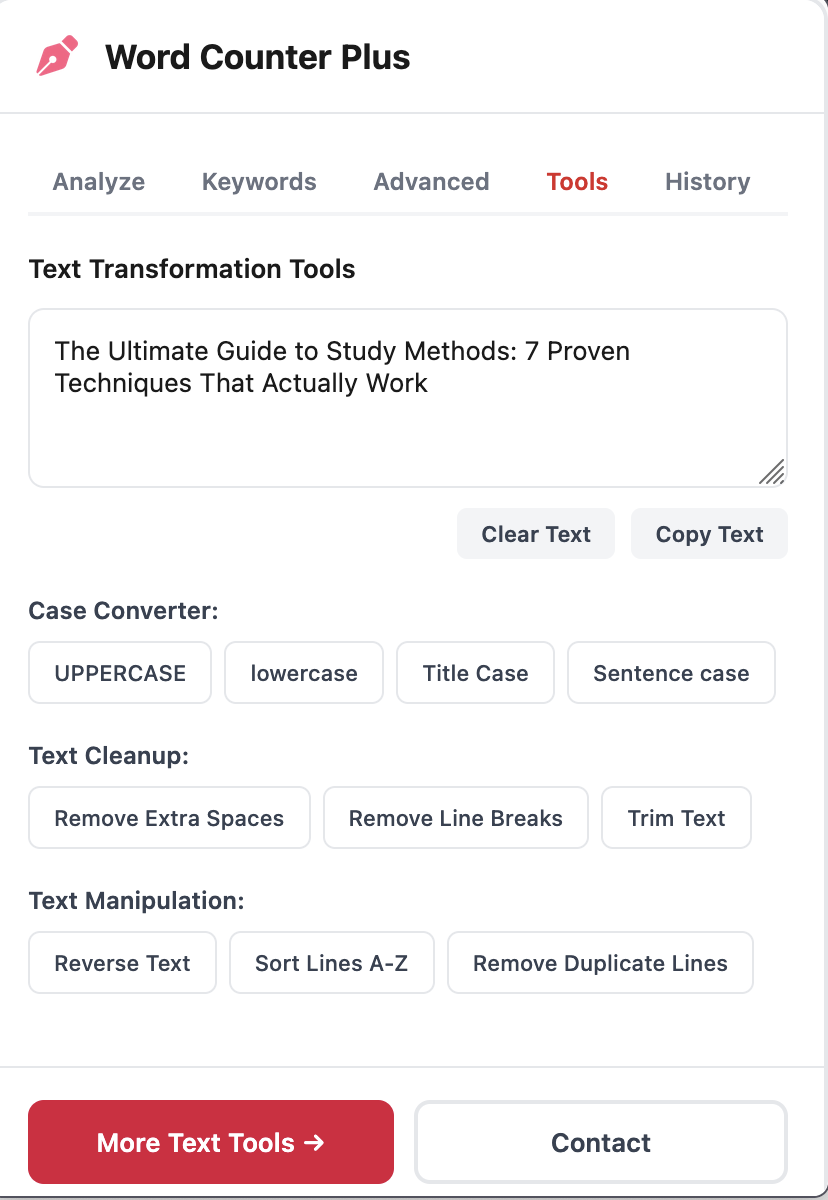 Word Counter Plus
Analyze Keywords Advanced Tools History
Text Transformation Tools
The Ultimate Guide to Study Methods: 7 Proven
Techniques That Actually Work
Clear Text Copy Text
Case Converter:
UPPERCASE lowercase Title Case Sentence case
Text Cleanup:
Remove Extra Spaces Remove Line Breaks Trim Text
Text Manipulation:
Reverse Text Sort Lines A-Z Remove Duplicate Lines
More Text Tools → Contact